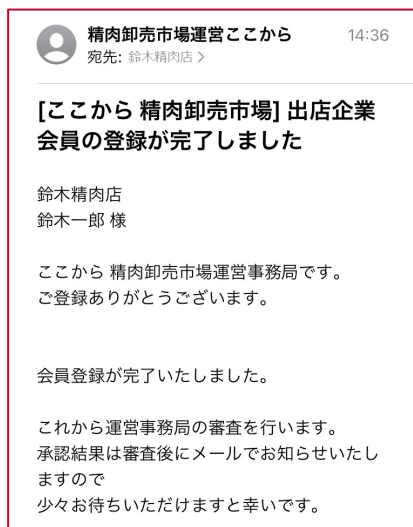 精肉卸売市場運営ここから 14:36
宛先: 鈴木精肉店 >
[ここから 精肉卸売市場] 出店企業
会員の登録が完了しました
鈴木精肉店
鈴木一郎 様
ここから 精肉卸売市場運営事務局です。
ご登録ありがとうございます。
会員登録が完了いたしました。
これから運営事務局の審査を行います。
承認結果は審査後にメールでお知らせいたし
ますので
少々お待ちいただけますと幸いです。